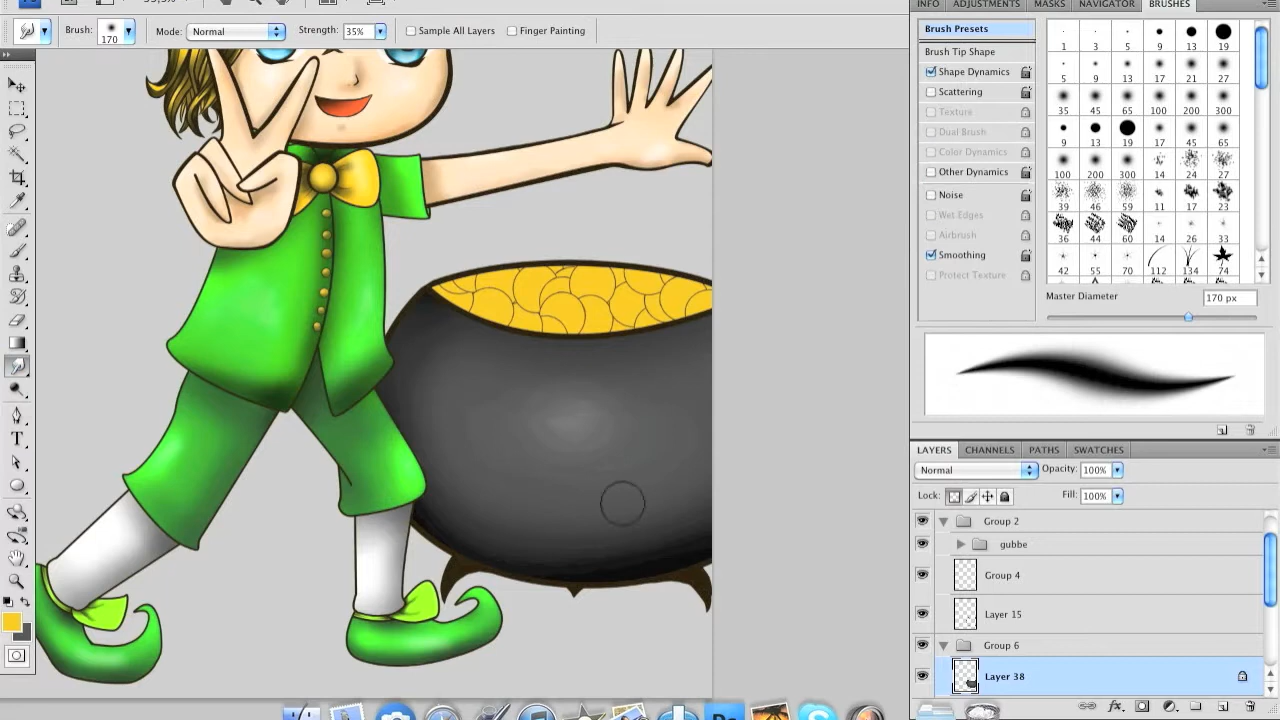 INFO ADJUSTMENTS MASKS NAVIGATOR BRUSHES
Brush: 170 Mode: Normal Strength: 35% Sample All Layers Finger Painting
Brush Presets
Brush Tip Shape
Shape Dynamics
Scattering
Texture
Dual Brush
Color Dynamics
Other Dynamics
Noise
Wet Edges
Airbrush
Smoothing
Protect Texture
1 3 5 9 13 19
5 9 13 17 21 27
35 45 65 100 200 300
9 13 19 17 45 65
100 200 300 14 24 27
39 46 59 11 17 23
36 44 60 14 26 33
42 55 70 112 134 74
Master Diameter 170 px
LAYERS CHANNELS PATHS SWATCHES
Normal Opacity: 100%
Lock: Fill: 100%
Group 2
gubbe
Group 4
Layer 15
Group 6
Layer 38
T
fx